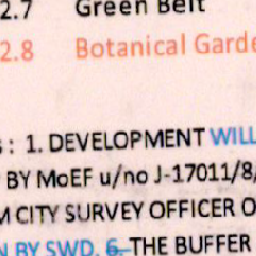 2.7 Green Belt
2.8 Botanical Garde
: 1. DEVELOPMENT WILL
BY MoEF u/no J-17011/8/
M CITY SURVEY OFFICER O
N BY SWD. 6. THE BUFFER